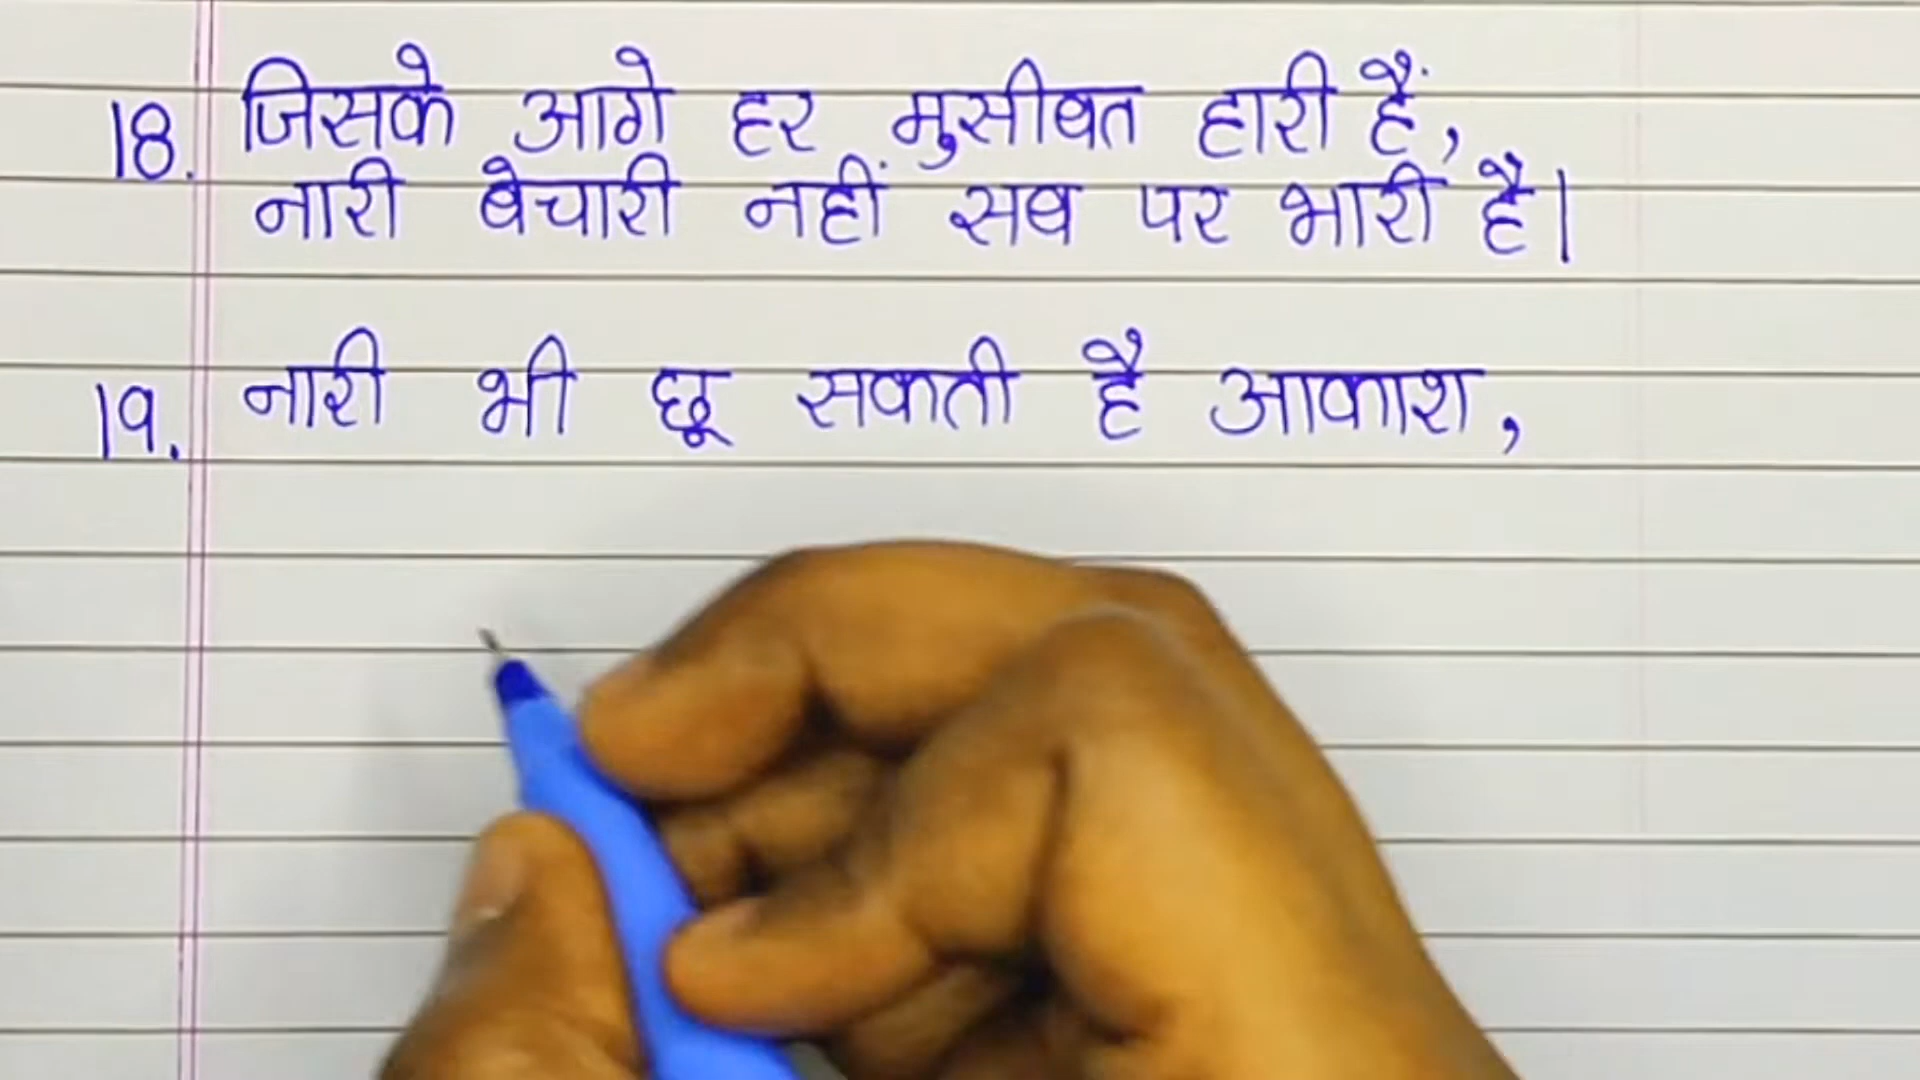 18. जिसके आगे हर मुसीबत हारी हैं,
नारी बेचारी नहीं सब पर भारी है।
19. नारी भी छू सकती है आकाश,